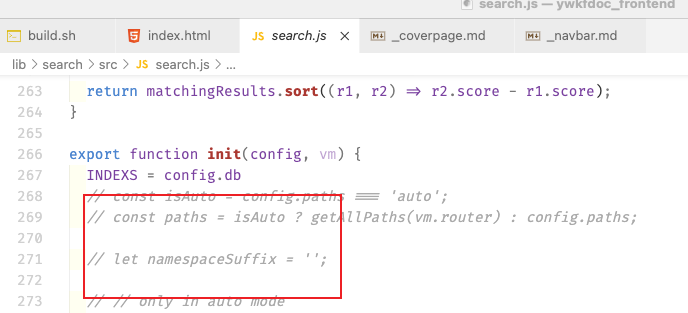 search.js — ywkfdoc_frontend
build.sh
index.html
JS search.js ×
_coverpage.md
_navbar.md
lib > search > src > JS search.js > ...
263 return matchingResults.sort((r1, r2) => r2.score - r1.score);
264 }
265
266 export function init(config, vm) {
267 INDEXS = config.db
268 // const isAuto = config.paths === 'auto';
269 // const paths = isAuto ? getAllPaths(vm.router) : config.paths;
270
271 // let namespaceSuffix = '';
272
273 // // only in auto mode